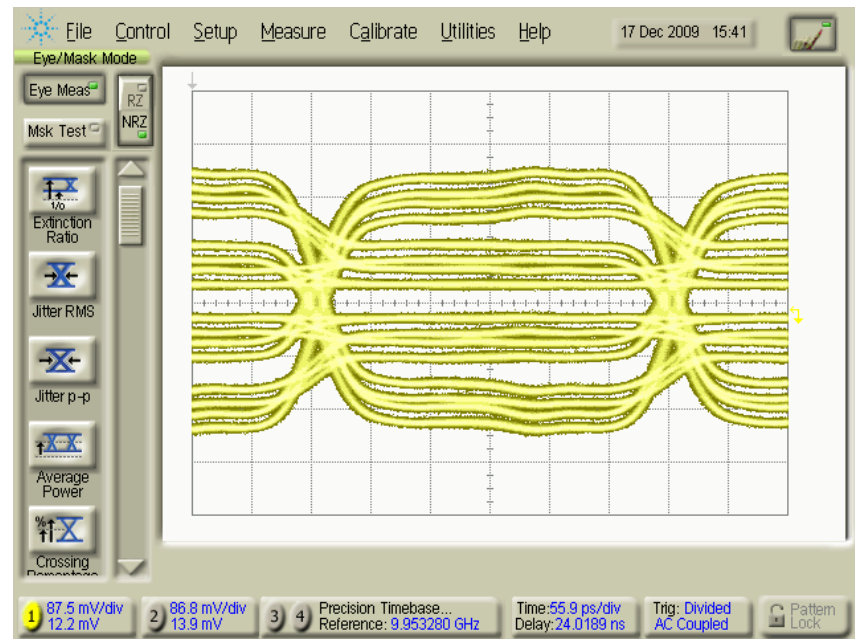 File Control Setup Measure Calibrate Utilities Help 17 Dec 2009 15:41
Eye/Mask Mode
Eye Meas
RZ
NRZ
Msk Test
1/0
Extinction
Ratio
Jitter RMS
Jitter p-p
Average
Power
%
Crossing
Percentage
1 87.5 mV/div 2 86.8 mV/div 3 4 Precision Timebase... Time:55.9 ps/div Trig: Divided Pattern
12.2 mV 13.9 mV Reference: 9.953280 GHz Delay:24.0189 ns AC Coupled Lock